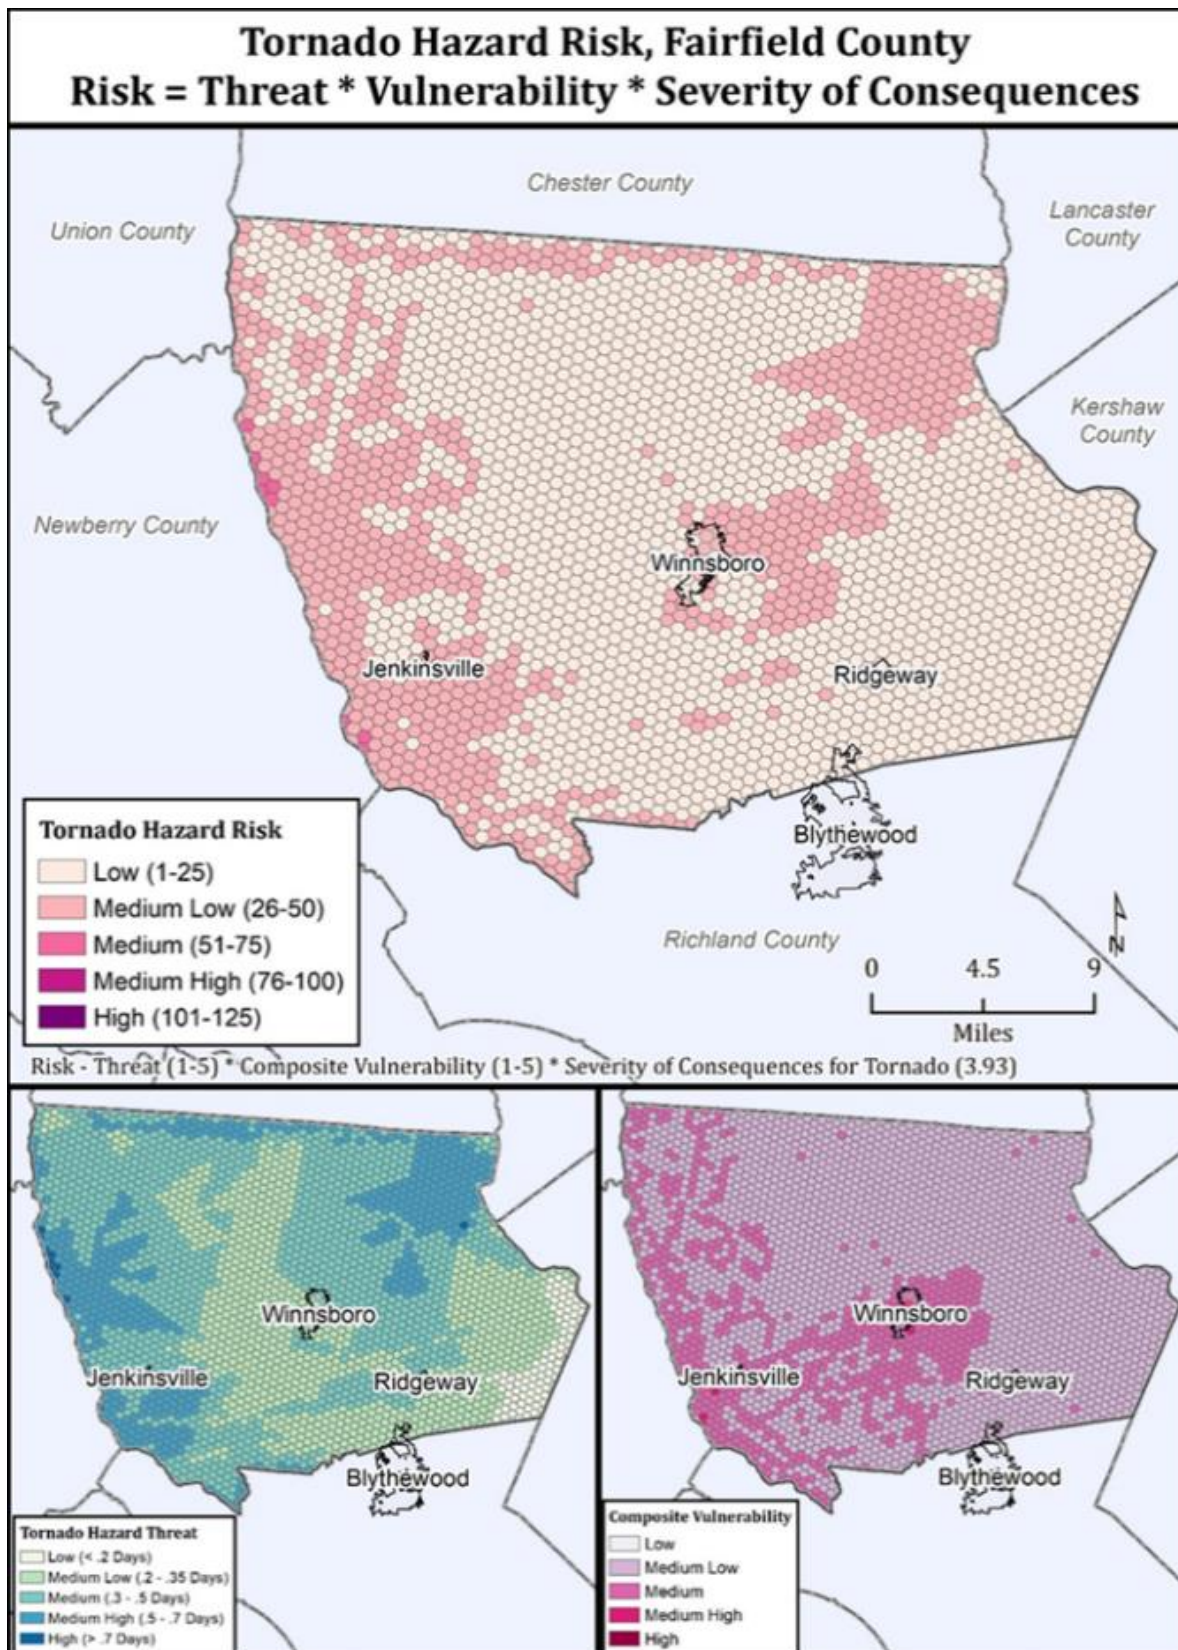 Tornado Hazard Risk, Fairfield County
Risk = Threat * Vulnerability * Severity of Consequences
Chester County
Union County
Lancaster
County
Kershaw
County
Newberry County
Winnsboro
Jenkinsville
Ridgeway
Blythewood
Richland County
Tornado Hazard Risk
Low (1-25)
Medium Low (26-50)
Medium (51-75)
Medium High (76-100)
High (101-125)
N
0 4.5 9
Miles
Risk - Threat (1-5) * Composite Vulnerability (1-5) * Severity of Consequences for Tornado (3.93)
Winnsboro
Jenkinsville
Ridgeway
Blythewood
Tornado Hazard Threat
Low (< .2 Days)
Medium Low (.2 - .35 Days)
Medium (.3 - .5 Days)
Medium High (.5 - .7 Days)
High (> .7 Days)
Winnsboro
Jenkinsville
Ridgeway
Blythewood
Composite Vulnerability
Low
Medium Low
Medium
Medium High
High